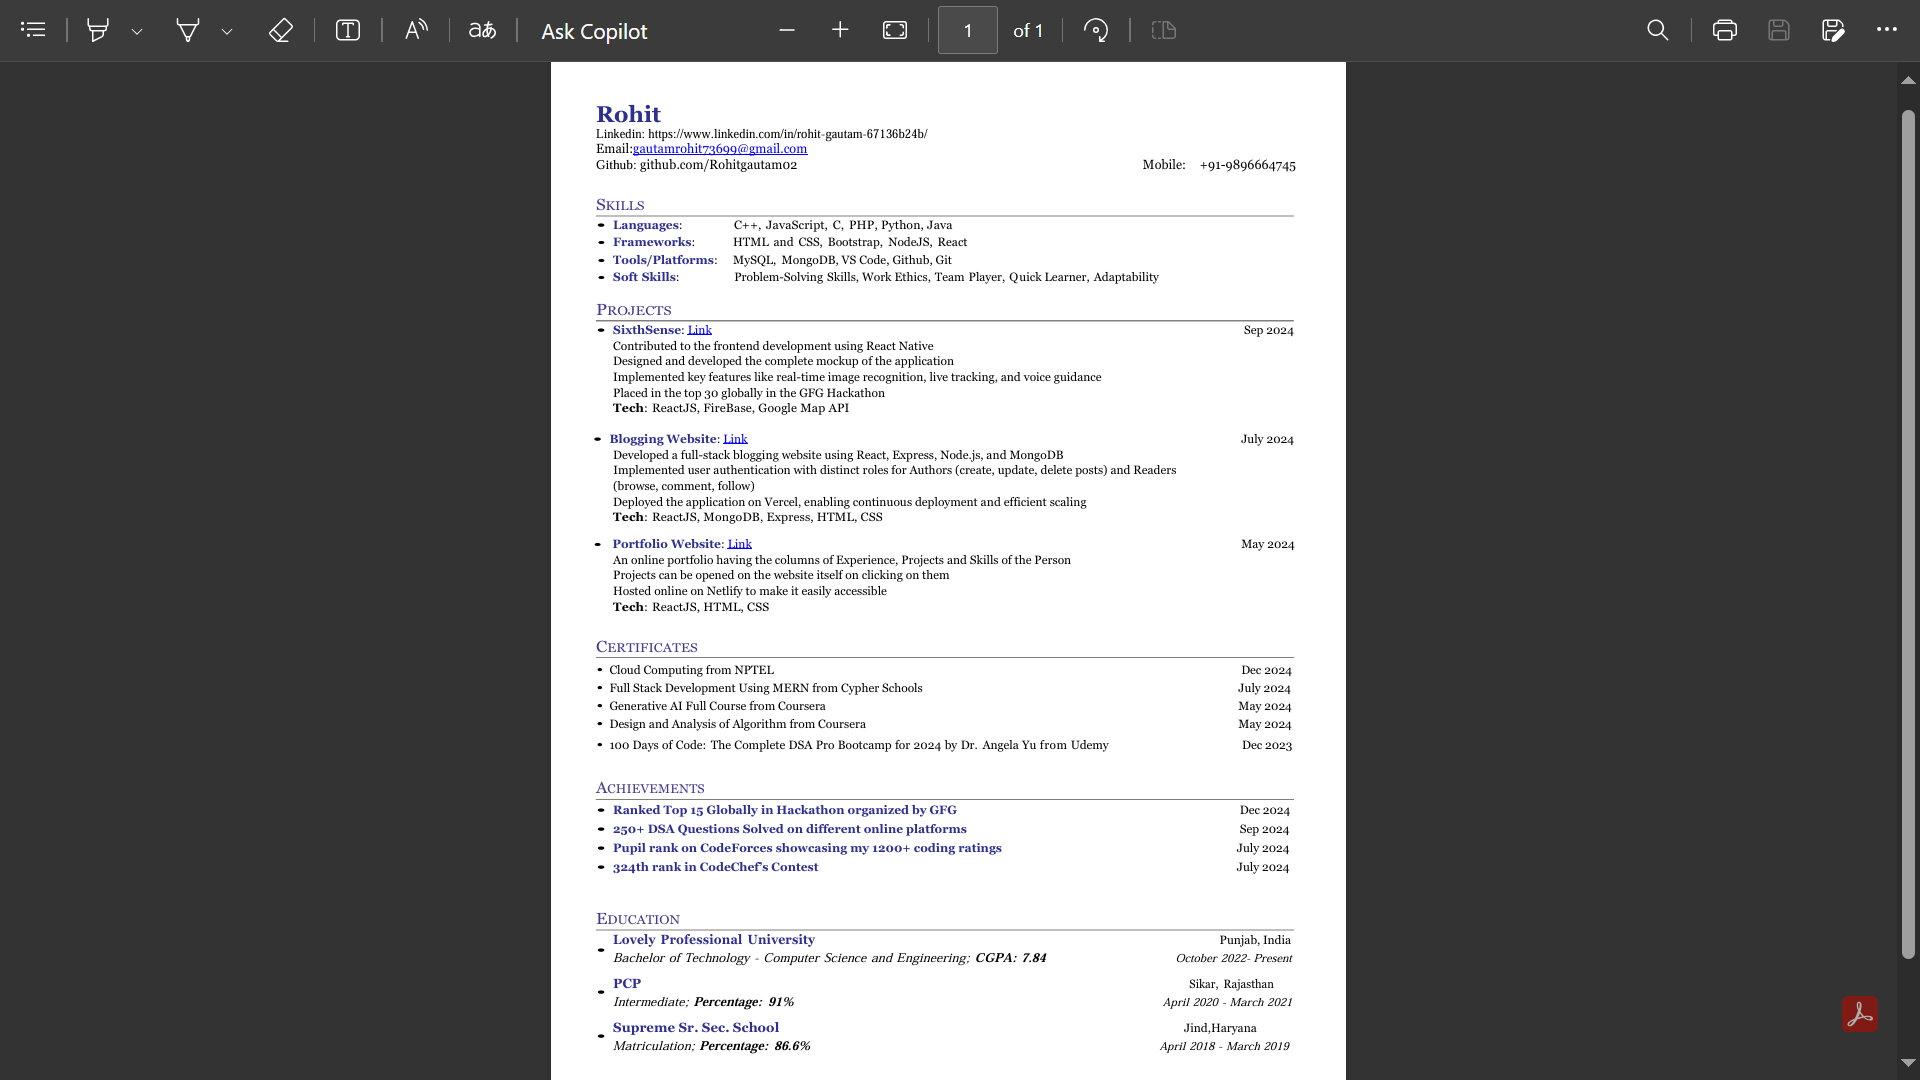 Ask Copilot
1 of 1
Rohit
Linkedin: https://www.linkedin.com/in/rohit-gautam-67136b24b/
Email:gautamrohit73699@gmail.com
Github: github.com/Rohitgautam02 Mobile: +91-9896664745
SKILLS
• Languages: C++, JavaScript, C, PHP, Python, Java
• Frameworks: HTML and CSS, Bootstrap, NodeJS, React
• Tools/Platforms: MySQL, MongoDB, VS Code, Github, Git
• Soft Skills: Problem-Solving Skills, Work Ethics, Team Player, Quick Learner, Adaptability
PROJECTS
• SixthSense: Link Sep 2024
Contributed to the frontend development using React Native
Designed and developed the complete mockup of the application
Implemented key features like real-time image recognition, live tracking, and voice guidance
Placed in the top 30 globally in the GFG Hackathon
Tech: ReactJS, FireBase, Google Map API
• Blogging Website: Link July 2024
Developed a full-stack blogging website using React, Express, Node.js, and MongoDB
Implemented user authentication with distinct roles for Authors (create, update, delete posts) and Readers
(browse, comment, follow)
Deployed the application on Vercel, enabling continuous deployment and efficient scaling
Tech: ReactJS, MongoDB, Express, HTML, CSS
• Portfolio Website: Link May 2024
An online portfolio having the columns of Experience, Projects and Skills of the Person
Projects can be opened on the website itself on clicking on them
Hosted online on Netlify to make it easily accessible
Tech: ReactJS, HTML, CSS
CERTIFICATES
• Cloud Computing from NPTEL Dec 2024
• Full Stack Development Using MERN from Cypher Schools July 2024
• Generative AI Full Course from Coursera May 2024
• Design and Analysis of Algorithm from Coursera May 2024
• 100 Days of Code: The Complete DSA Pro Bootcamp for 2024 by Dr. Angela Yu from Udemy Dec 2023
ACHIEVEMENTS
• Ranked Top 15 Globally in Hackathon organized by GFG Dec 2024
• 250+ DSA Questions Solved on different online platforms Sep 2024
• Pupil rank on CodeForces showcasing my 1200+ coding ratings July 2024
• 324th rank in CodeChef's Contest July 2024
EDUCATION
• Lovely Professional University Punjab, India
Bachelor of Technology - Computer Science and Engineering; CGPA: 7.84 October 2022- Present
• PCP Sikar, Rajasthan
Intermediate; Percentage: 91% April 2020 - March 2021
• Supreme Sr. Sec. School Jind,Haryana
Matriculation; Percentage: 86.6% April 2018 - March 2019